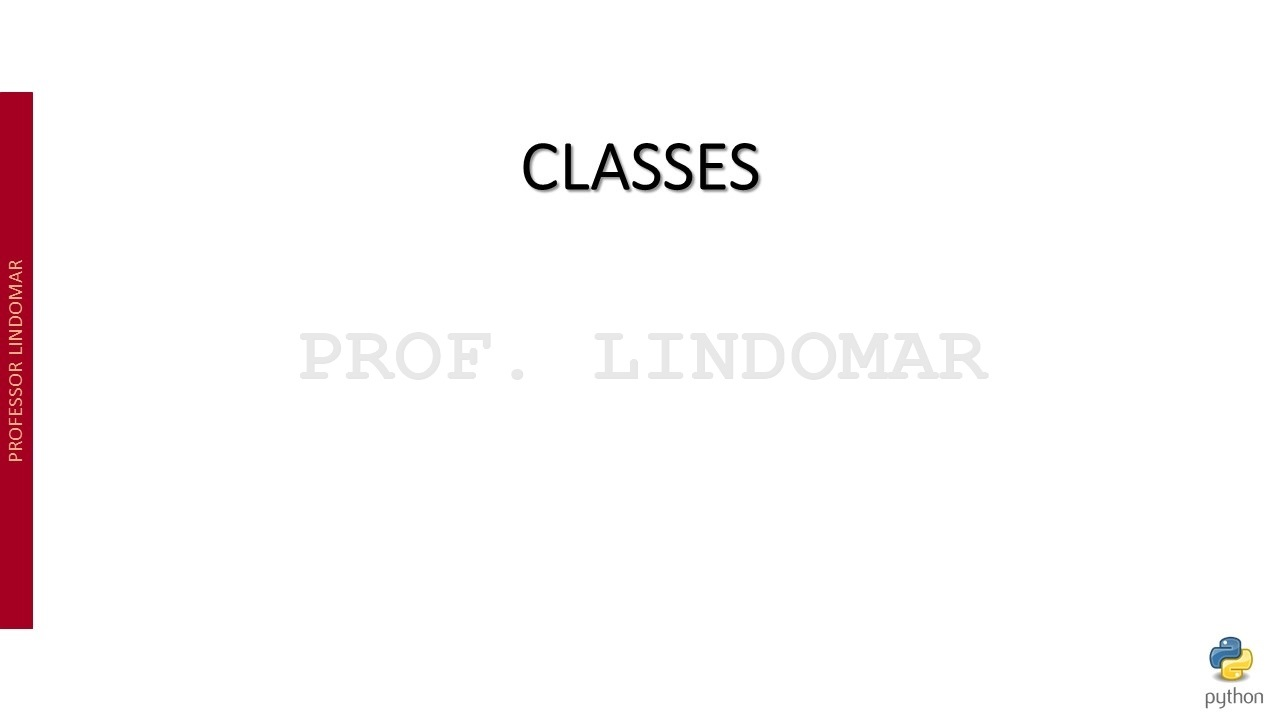 CLASSES
PROFESSOR LINDOMAR
PROF. LINDOMAR
python